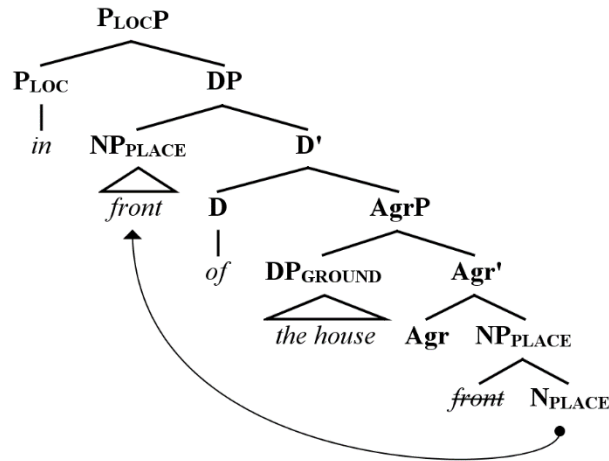 PLOCP
PLOC DP
in NPPLACE D'
front D AgrP
of DPGROUND Agr'
the house Agr NPPLACE
front NPLACE